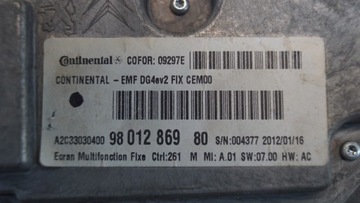 Continental COFOR: 09297E
CONTINENTAL - EMF DG4ev2 FIX CEM00
A2C33030400 98 012 869 80 S/N:004377 2012/01/16
Ecran Multifonction Fixe Ctrl:261 M MI: A.01 SW:07.00 HW: AC